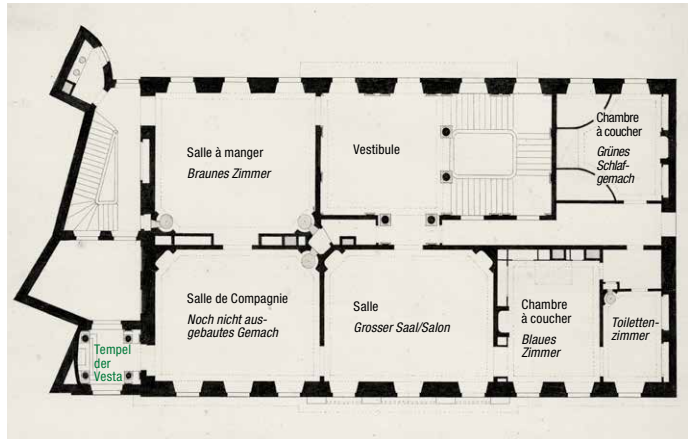 Salle à manger
Braunes Zimmer
Vestibule
Chambre
à coucher
Grünes
Schlaf-
gemach
Salle de Compagnie
Noch nicht aus-
gebautes Gemach
Salle
Grosser Saal/Salon
Chambre
à coucher
Blaues
Zimmer
Toiletten-
zimmer
Tempel
der
Vesta